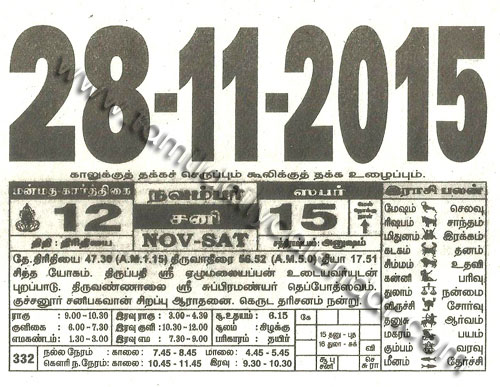 28-11-2015
காலுக்குத் தக்கச் செருப்பும் கூலிக்குத் தக்க உழைப்பும்.
மன்மத-கார்த்திகை நவம்பர் ஸபர் இராசி பலன்
12 சனி 15
திதி : திரிதியை NOV-SAT சந்திராஷ்டமம்: அனுஷம்
மேஷம் செலவு
ரிஷபம் சாந்தம்
மிதுனம் இரக்கம்
கடகம் தனம்
சிம்மம் உதவி
கன்னி பரிவு
துலாம் நன்மை
விருச் சோர்வு
தனுசு ஆர்வம்
மகரம் பயம்
கும்பம் நேர்மை
மீனம் தேர்ச்சி
தே.திரிதியை 47.30 (A.M.1.15) திருவாதிரை 56.52 (A.M.5.0) தியா 17.51
சித்த யோகம். திருப்பதி ஸ்ரீ ஏழுமலையப்பன் உடையவருடன்
புறப்பாடு. திருவண்ணாலை ஸ்ரீ சுப்பிரமண்யர் தெப்போற்சவம்.
குச்சனூர் சனிபகவான் சிறப்பு ஆராதனை. கெருட தரிசனம் நன்று.
ராகு : 9.00-10.30 இரவு ராகு .. 3.00-4.30 சூ.உதயம் : 6.15
குளிகை : 6.00-7.30 இரவு குளி : 10.30-12.00 சூலம் : கிழக்கு
எமகண்டம் : 1.30-3.00 இரவு எம .. 7.30-9.00 பரிகாரம் : தயிர்
332 நல்ல நேரம் : காலை: 7.45 - 8.45 மாலை: 4.45 - 5.45
கெளரி ந.நேரம் : காலை: 10.45 - 11.45 இரவு: 9.30 - 10.30
கே
15 தனு - புத
16 துலா - சுக்
சூ பு சனி வி செ சு ரா